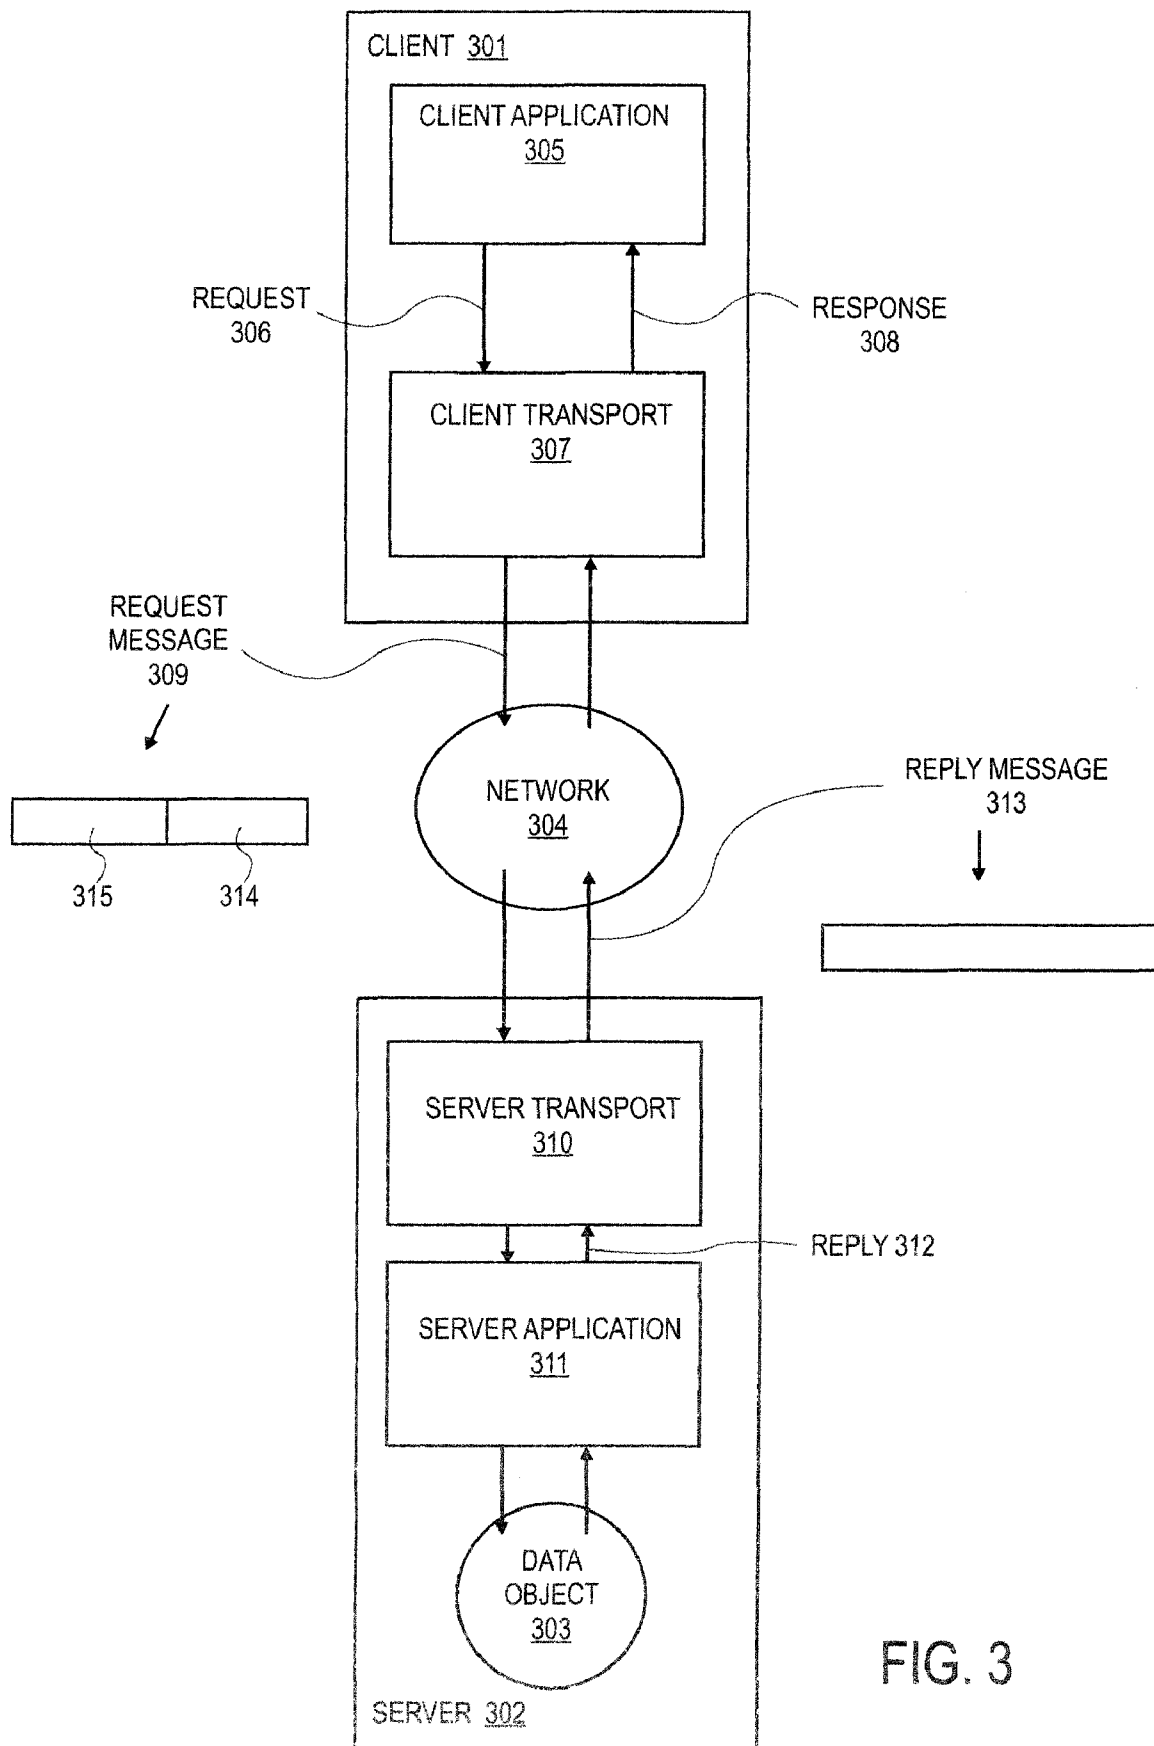 CLIENT 301
CLIENT APPLICATION
305
REQUEST
306
RESPONSE
308
CLIENT TRANSPORT
307
REQUEST
MESSAGE
309
NETWORK
304
REPLY MESSAGE
313
315
314
SERVER TRANSPORT
310
REPLY 312
SERVER APPLICATION
311
DATA
OBJECT
303
FIG. 3
SERVER 302